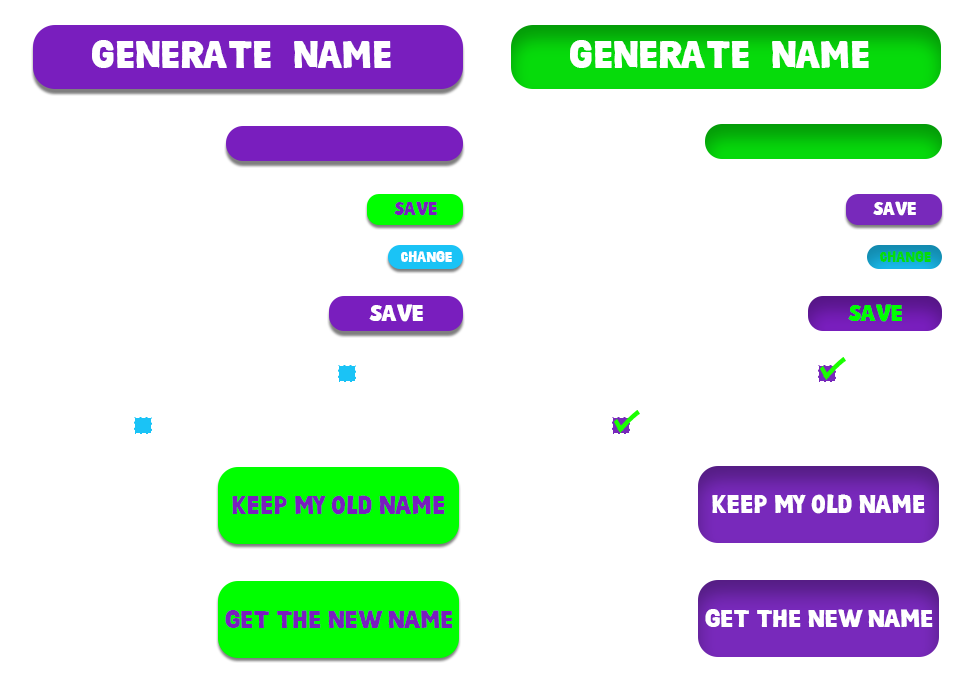 GENERATE NAME GENERATE NAME
SAVE SAVE
CHANGE CHANGE
SAVE SAVE
KEEP MY OLD NAME KEEP MY OLD NAME
GET THE NEW NAME GET THE NEW NAME